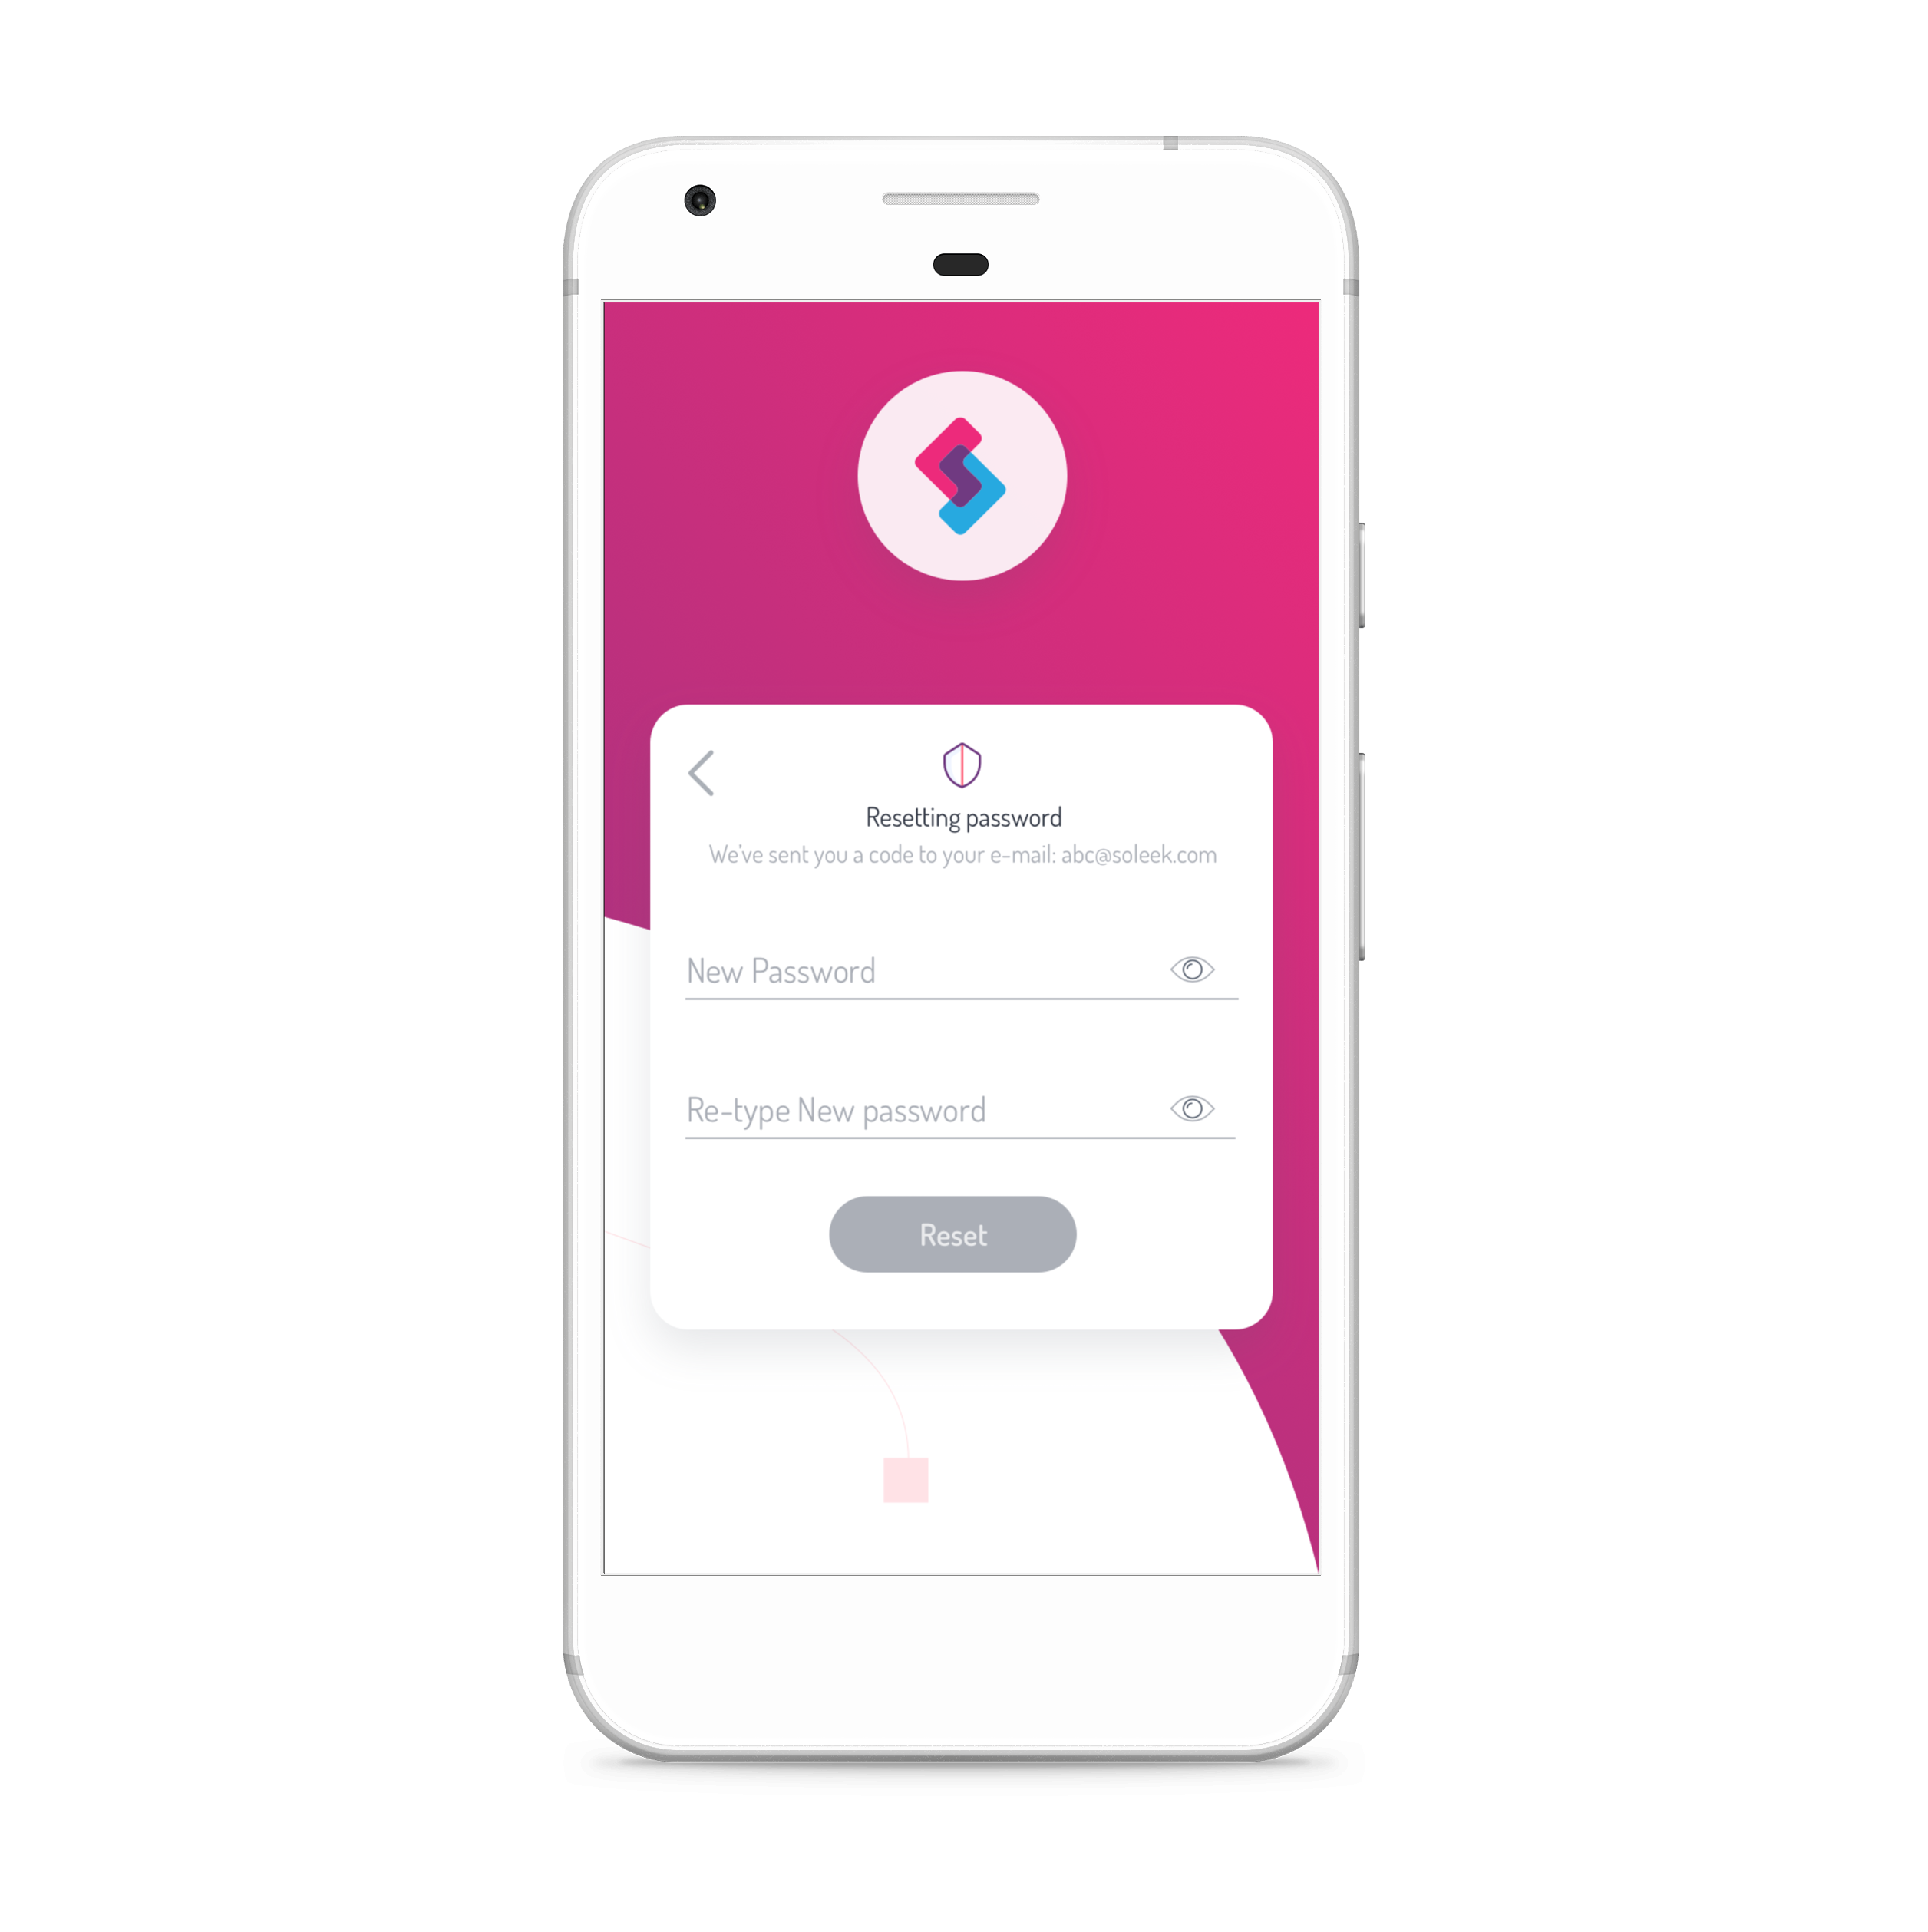 Resetting password
We've sent you a code to your e-mail: abc@soleek.com
New Password
Re-type New password
Reset